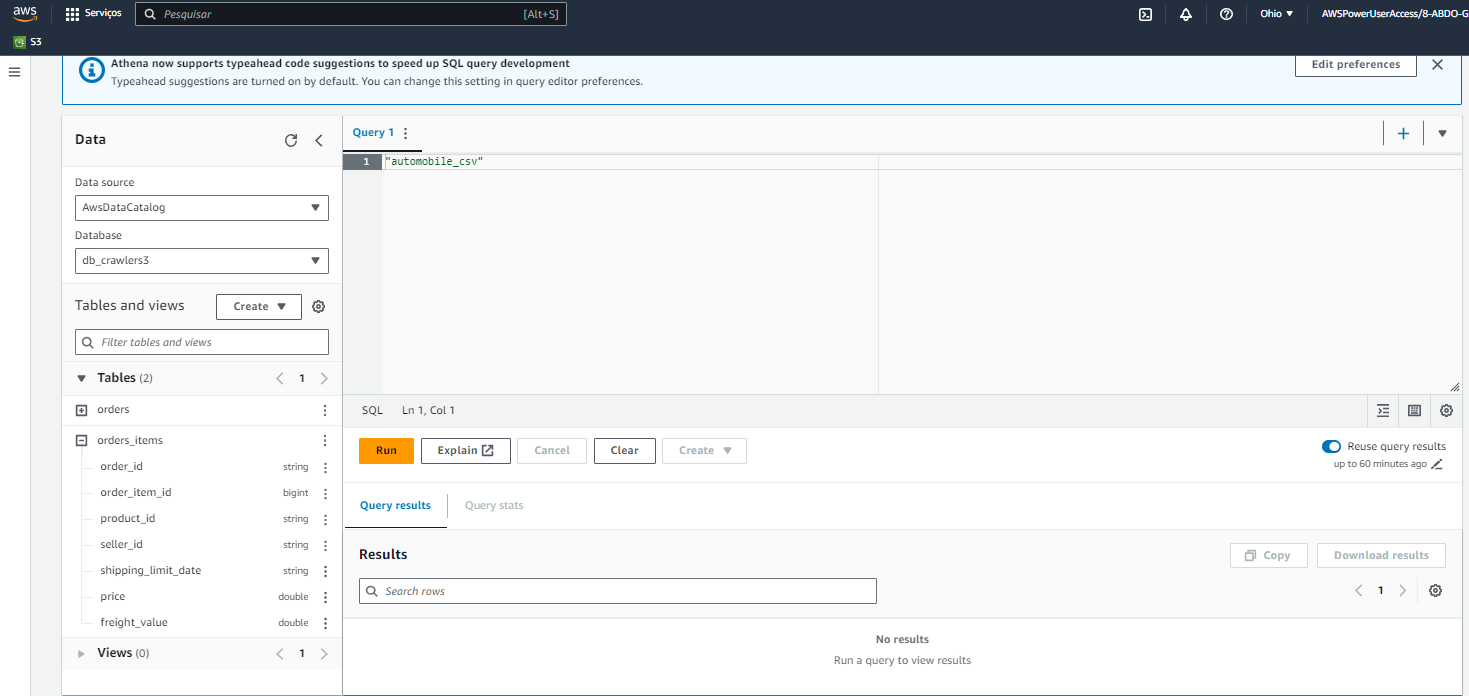 aws
Serviços
Pesquisar
[Alt+S]
Ohio
AWSPowerUserAccess/8-ABDO-G
S3
Athena now supports typeahead code suggestions to speed up SQL query development
Typeahead suggestions are turned on by default. You can change this setting in query editor preferences.
Edit preferences
Data
Data source
AwsDataCatalog
Database
db_crawlers3
Tables and views
Create
Filter tables and views
Tables (2)
1
orders
orders_items
order_id string
order_item_id bigint
product_id string
seller_id string
shipping_limit_date string
price double
freight_value double
Views (0)
1
Query 1
1 "automobile_csv"
SQL Ln 1, Col 1
Run
Explain
Cancel
Clear
Create
Reuse query results
up to 60 minutes ago
Query results
Query stats
Results
Copy
Download results
Search rows
1
No results
Run a query to view results